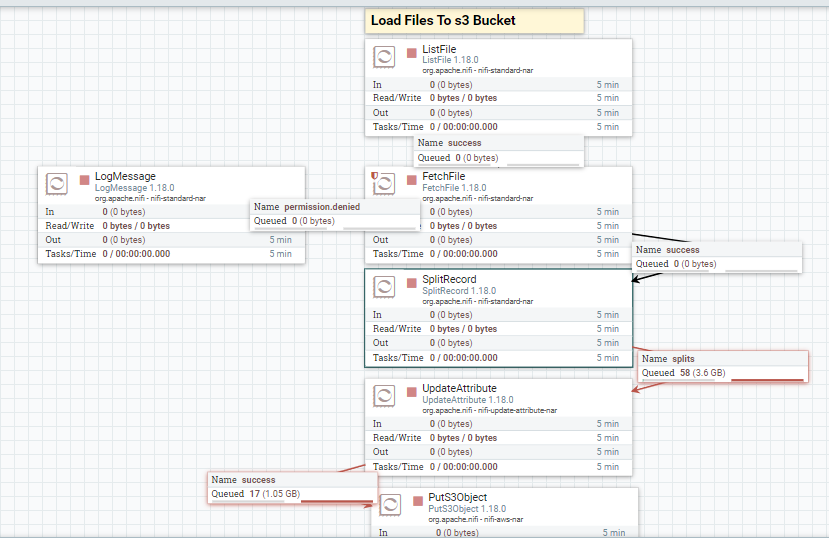 Load Files To s3 Bucket
ListFile
ListFile 1.18.0
org.apache.nifi - nifi-standard-nar
In 0 (0 bytes) 5 min
Read/Write 0 bytes / 0 bytes 5 min
Out 0 (0 bytes) 5 min
Tasks/Time 0 / 00:00:00.000 5 min
Name success
Queued 0 (0 bytes)
LogMessage
LogMessage 1.18.0
org.apache.nifi - nifi-standard-nar
In 0 (0 bytes)
Read/Write 0 bytes / 0 bytes
Out 0 (0 bytes) 5 min
Tasks/Time 0 / 00:00:00.000 5 min
Name permission.denied
Queued 0 (0 bytes)
FetchFile
FetchFile 1.18.0
org.apache.nifi - nifi-standard-nar
0 (0 bytes) 5 min
0 bytes / 0 bytes 5 min
Out 0 (0 bytes) 5 min
Tasks/Time 0 / 00:00:00.000 5 min
Name success
Queued 0 (0 bytes)
SplitRecord
SplitRecord 1.18.0
org.apache.nifi - nifi-standard-nar
In 0 (0 bytes) 5 min
Read/Write 0 bytes / 0 bytes 5 min
Out 0 (0 bytes) 5 min
Tasks/Time 0 / 00:00:00.000 5 min
Name splits
Queued 58 (3.6 GB)
UpdateAttribute
UpdateAttribute 1.18.0
org.apache.nifi - nifi-update-attribute-nar
In 0 (0 bytes) 5 min
Read/Write 0 bytes / 0 bytes 5 min
Out 0 (0 bytes) 5 min
Tasks/Time 0 / 00:00:00.000 5 min
Name success
Queued 17 (1.05 GB)
PutS3Object
PutS3Object 1.18.0
org.apache.nifi - nifi-aws-nar
In 0 (0 bytes) 5 min